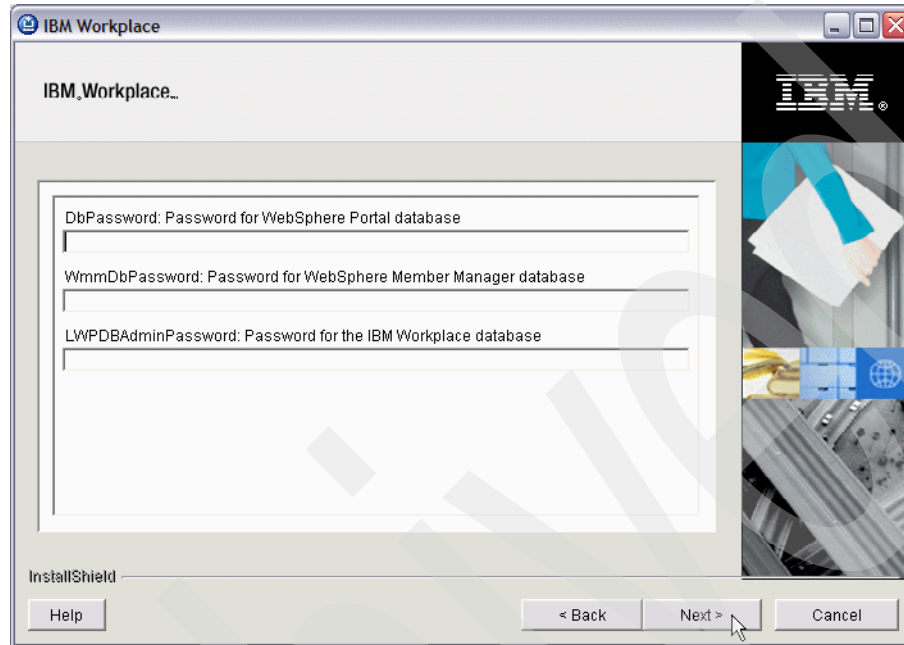 IBM Workplace
IBM Workplace™
IBM®
DbPassword: Password for WebSphere Portal database
WmmDbPassword: Password for WebSphere Member Manager database
LWPDBAdminPassword: Password for the IBM Workplace database
InstallShield
Help
< Back
Next >
Cancel